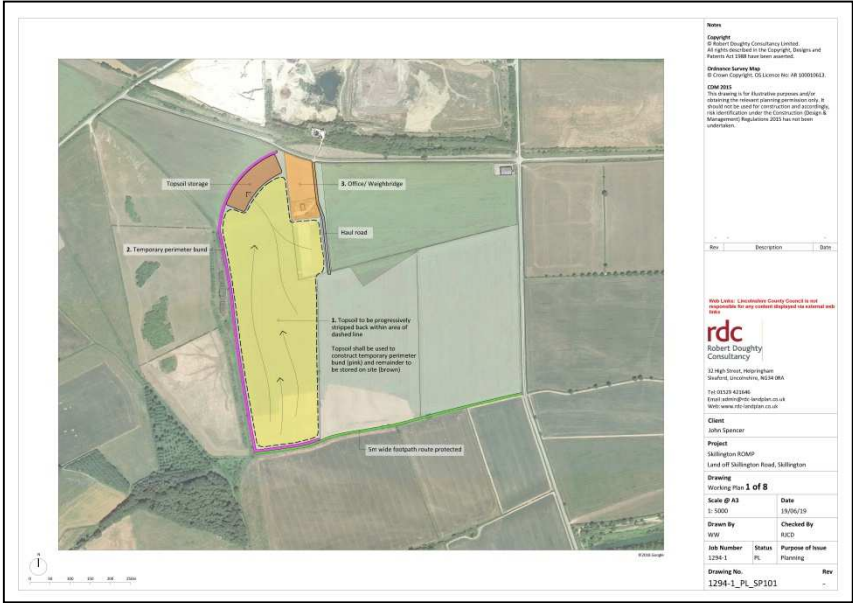 Topsoil storage
3. Office/ Weighbridge
Haul road
2. Temporary perimeter bund
1. Topsoil to be progressively
stripped back within area of
dashed line
Topsoil shall be used to
construct temporary perimeter
bund (pink) and remainder to
be stored on site (brown)
5m wide footpath route protected
N
Notes
Copyright
© Robert Doughty Consultancy Limited.
All rights described in the Copyright, Designs and
Patents Act 1988 have been asserted.
Ordnance Survey Map
© Crown Copyright. OS Licence No: AR 100010613.
CDM 2015
This drawing is for illustrative purposes and/or
obtaining the relevant planning permission only. It
should not be used for construction and accordingly,
risk identification under the Construction (Design &
Management) Regulations 2015 has not been
undertaken.
Rev Description Date
Web Links: Lincolnshire County Council is not
responsible for any content displayed via external web
links
rdc
Robert Doughty
Consultancy
32 High Street, Helpringham
Sleaford, Lincolnshire, NG34 0RA
Tel: 01529 421646
Email: admin@rdc-landplan.co.uk
Web: www.rdc-landplan.co.uk
Client
John Spencer
Project
Skillington ROMP
Land off Skillington Road, Skillington
Drawing
Working Plan 1 of 8
Scale @ A3 Date
1: 5000 19/06/19
Drawn By Checked By
WW RJCD
Job Number Status Purpose of Issue
1294-1 PL Planning
Drawing No. Rev
1294-1_PL_SP101 -